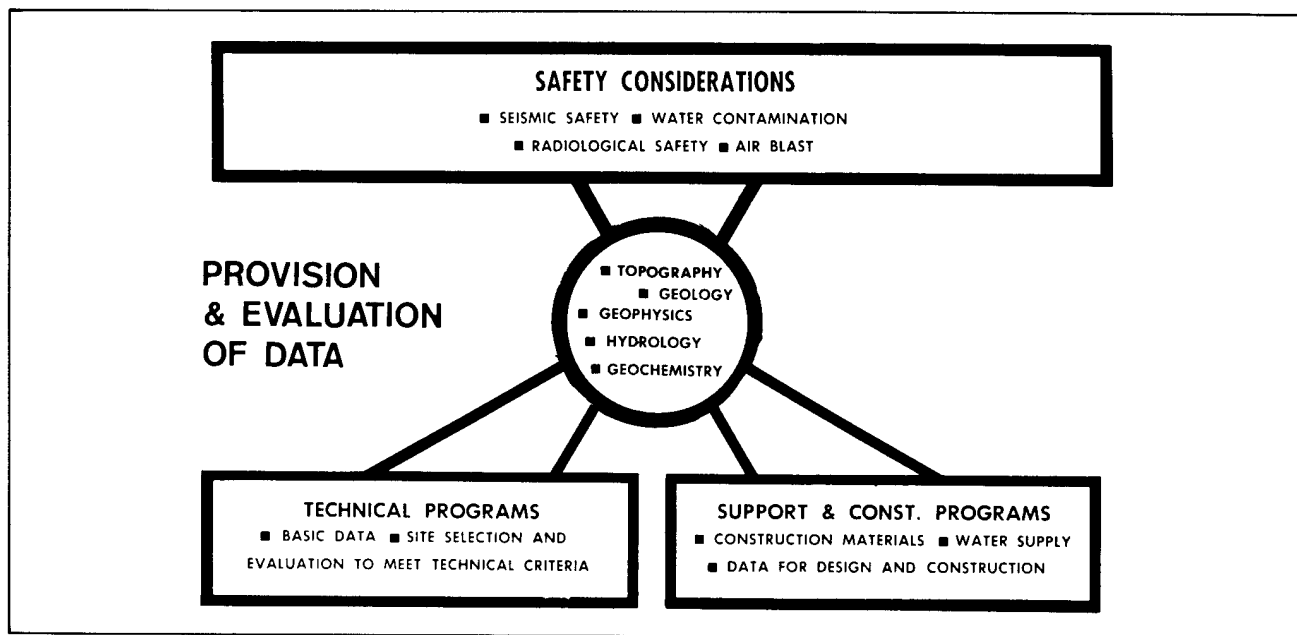 SAFETY CONSIDERATIONS
■ SEISMIC SAFETY ■ WATER CONTAMINATION
■ RADIOLOGICAL SAFETY ■ AIR BLAST
PROVISION
& EVALUATION
OF DATA
■ TOPOGRAPHY
■ GEOLOGY
■ GEOPHYSICS
■ HYDROLOGY
■ GEOCHEMISTRY
TECHNICAL PROGRAMS
■ BASIC DATA ■ SITE SELECTION AND
EVALUATION TO MEET TECHNICAL CRITERIA
SUPPORT & CONST. PROGRAMS
■ CONSTRUCTION MATERIALS ■ WATER SUPPLY
■ DATA FOR DESIGN AND CONSTRUCTION